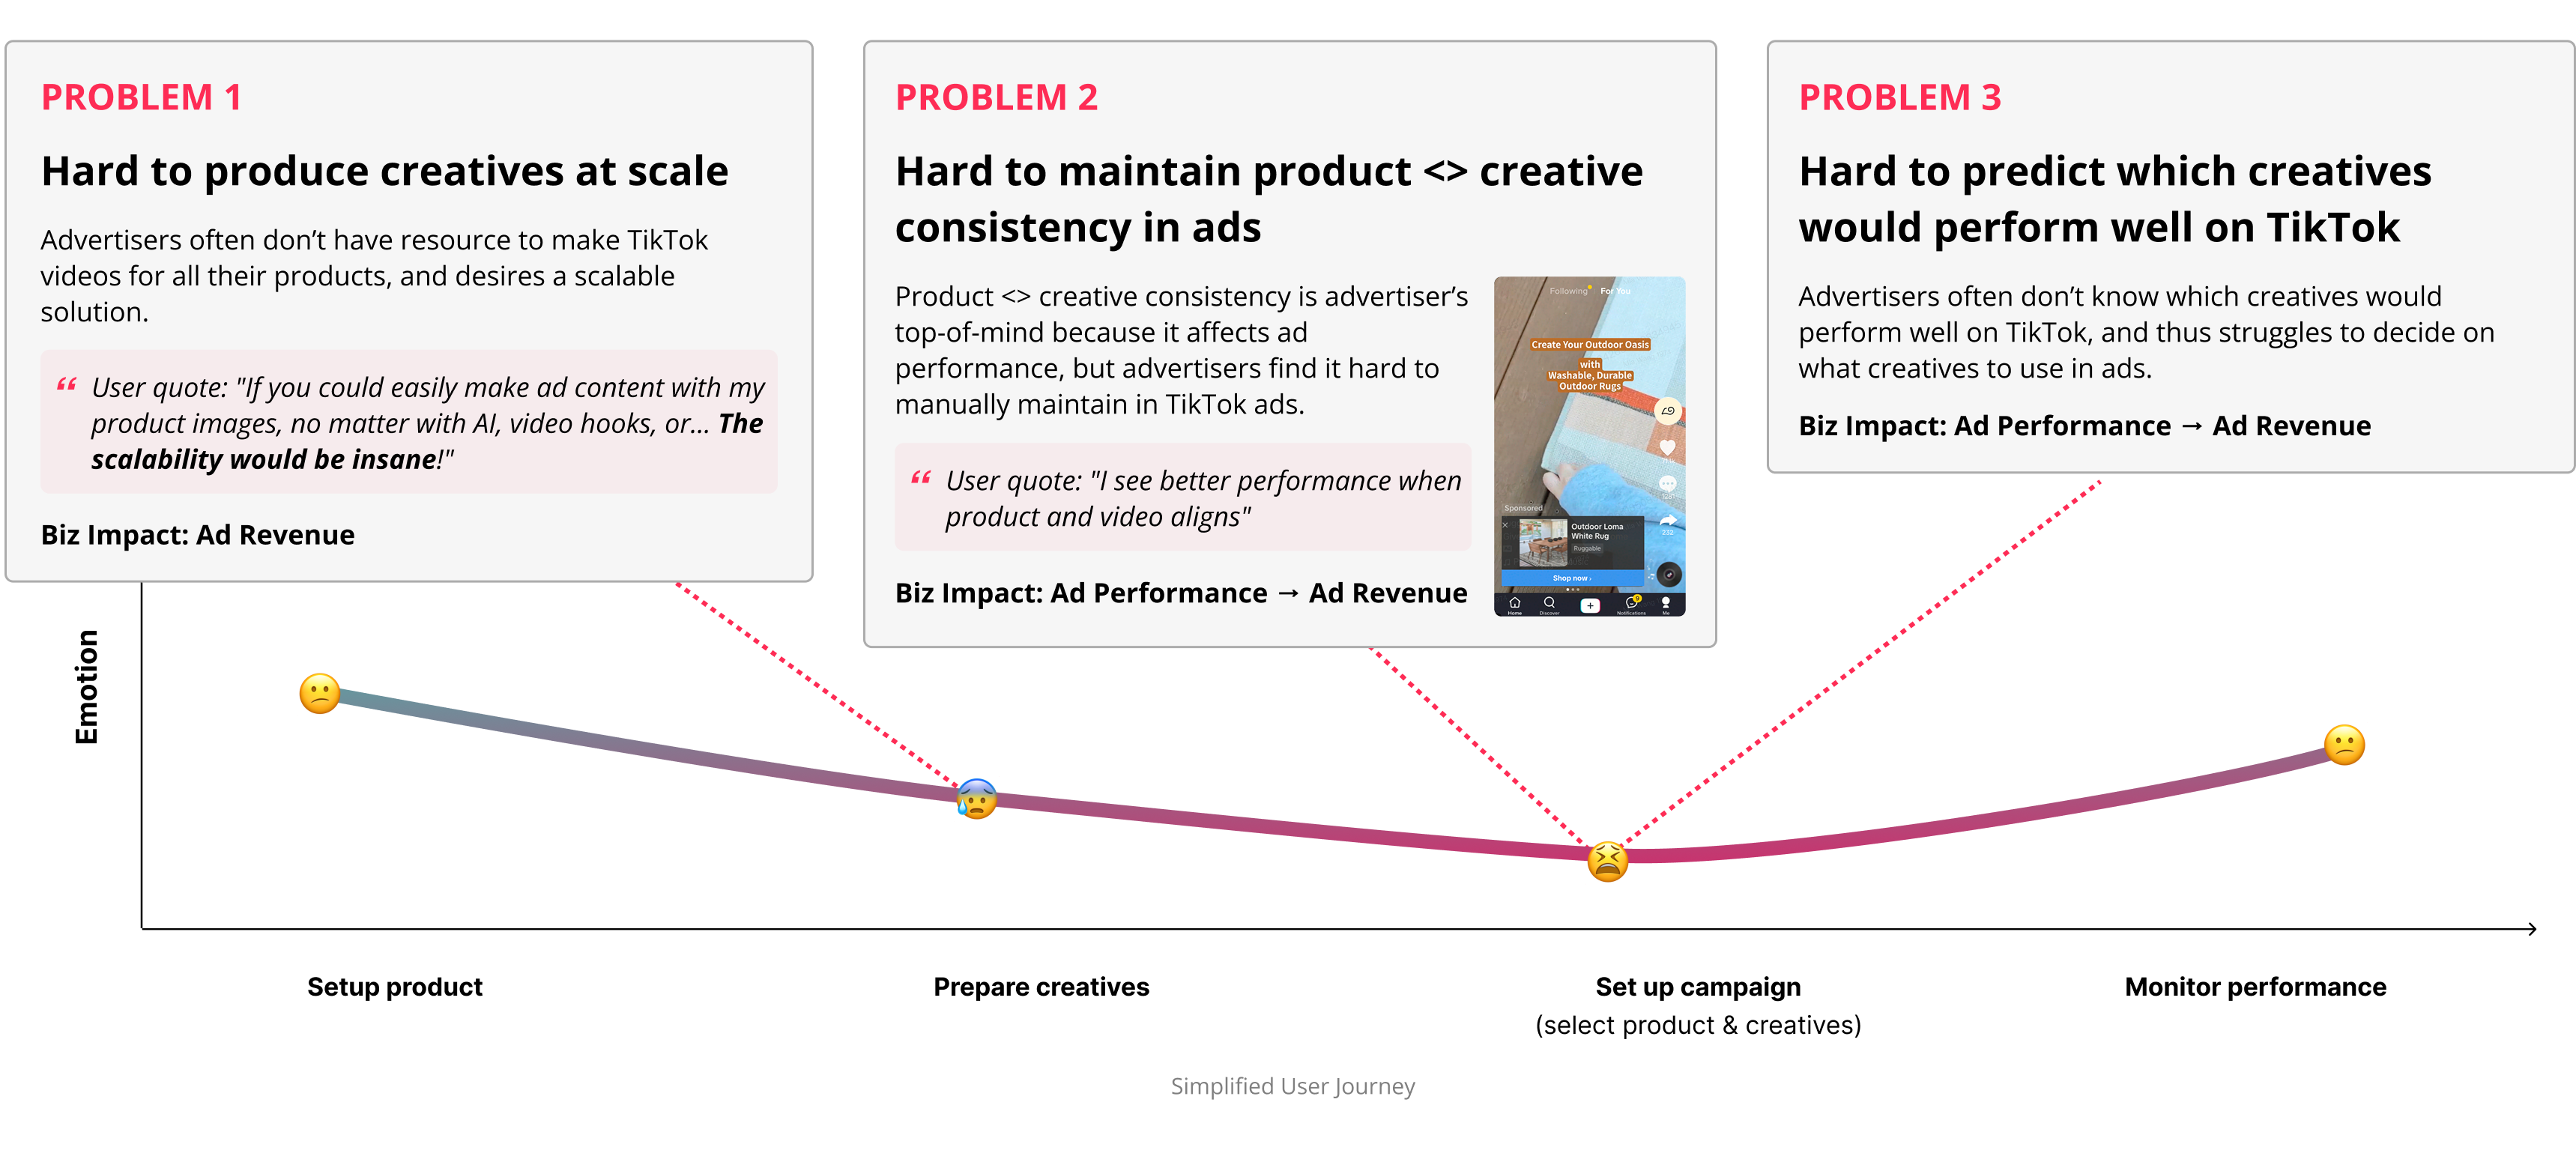 PROBLEM 1
Hard to produce creatives at scale
Advertisers often don’t have resource to make TikTok
videos for all their products, and desires a scalable
solution.
“ User quote: "If you could easily make ad content with my
product images, no matter with AI, video hooks, or... The
scalability would be insane!"
Biz Impact: Ad Revenue
PROBLEM 2
Hard to maintain product <> creative
consistency in ads
Product <> creative consistency is advertiser’s
top-of-mind because it affects ad
performance, but advertisers find it hard to
manually maintain in TikTok ads.
“ User quote: "I see better performance when
product and video aligns"
Biz Impact: Ad Performance → Ad Revenue
Following For You
Create Your Outdoor Oasis
with
Washable, Durable
Outdoor Rugs
Sponsored
Outdoor Loma
White Rug
Ruggable
232
Shop now ›
Home Discover Notifications Me
PROBLEM 3
Hard to predict which creatives
would perform well on TikTok
Advertisers often don’t know which creatives would
perform well on TikTok, and thus struggles to decide on
what creatives to use in ads.
Biz Impact: Ad Performance → Ad Revenue
Emotion
Setup product
Prepare creatives
Set up campaign
(select product & creatives)
Monitor performance
Simplified User Journey